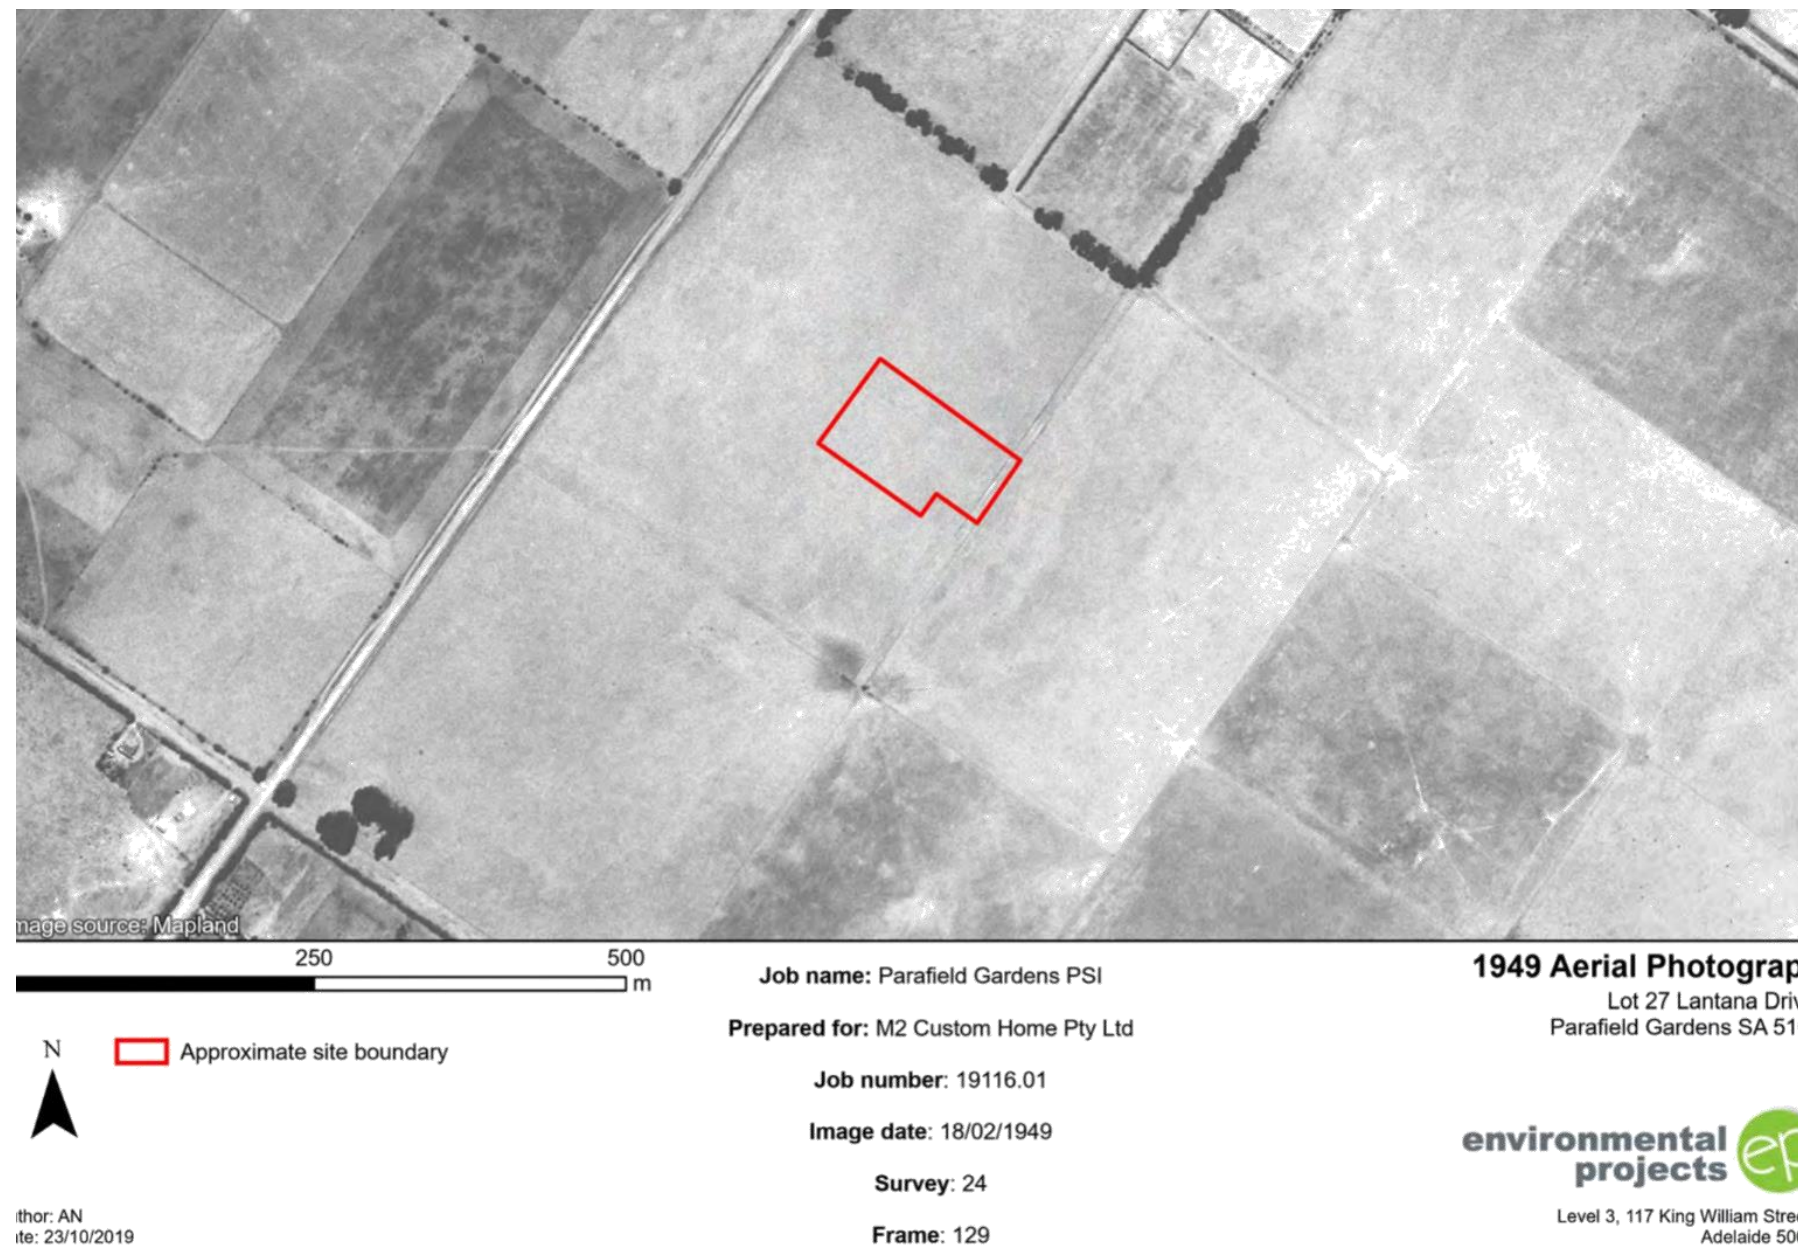 mage source: Mapland
250 500
m
Approximate site boundary
N
Job name: Parafield Gardens PSI
Prepared for: M2 Custom Home Pty Ltd
Job number: 19116.01
Image date: 18/02/1949
Survey: 24
Frame: 129
1949 Aerial Photograp
Lot 27 Lantana Driv
Parafield Gardens SA 51
environmental
projects
ep
Level 3, 117 King William Stre
Adelaide 50
thor: AN
te: 23/10/2019